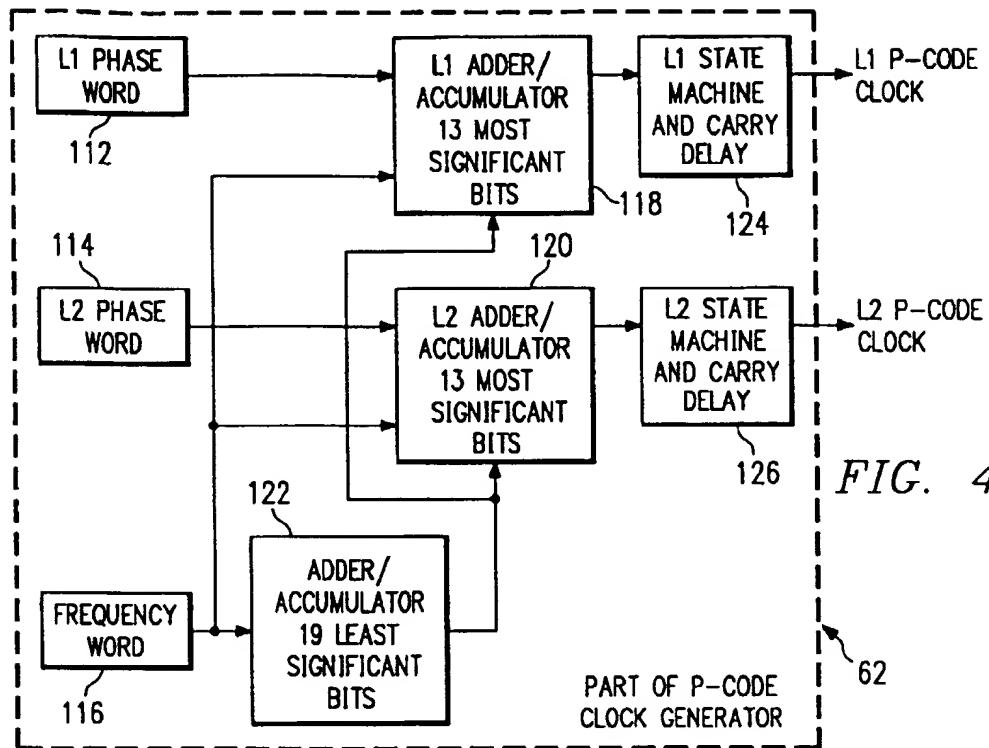 L1 PHASE
WORD
112
L1 ADDER/
ACCUMULATOR
13 MOST
SIGNIFICANT
BITS
118
L1 STATE
MACHINE
AND CARRY
DELAY
124
L1 P-CODE
CLOCK
114
L2 PHASE
WORD
120
L2 ADDER/
ACCUMULATOR
13 MOST
SIGNIFICANT
BITS
L2 STATE
MACHINE
AND CARRY
DELAY
126
L2 P-CODE
CLOCK
FIG. 4
122
ADDER/
ACCUMULATOR
19 LEAST
SIGNIFICANT
BITS
FREQUENCY
WORD
116
PART OF P-CODE
CLOCK GENERATOR
62